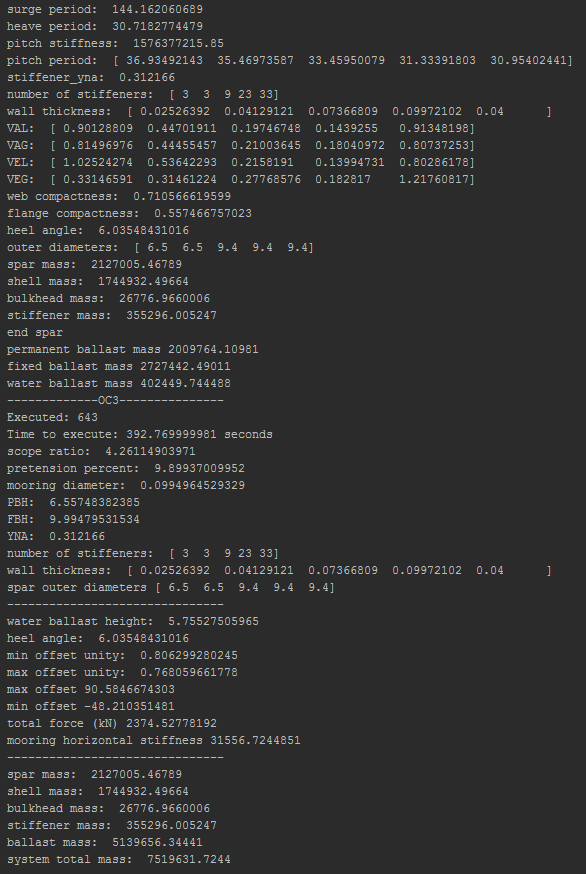 surge period:  144.162060689
heave period:  30.7182774479
pitch stiffness:  1576377215.85
pitch period:  [ 36.93492143  35.46973587  33.45950079  31.33391803  30.95402441]
stiffener_yna:  0.312166
number of stiffeners:  [ 3  3  9 23 33]
wall thickness:  [ 0.02526392  0.04129121  0.07366809  0.09972102  0.04      ]
VAL:  [ 0.90128809  0.44701911  0.19746748  0.1439255   0.91348198]
VAG:  [ 0.81496976  0.44455457  0.21003645  0.18040972  0.80737253]
VEL:  [ 1.02524274  0.53642293  0.2158191   0.13994731  0.80286178]
VEG:  [ 0.33146591  0.31461224  0.27768576  0.182817    1.21760817]
web compactness:  0.710566619599
flange compactness:  0.557466757023
heel angle:  6.03548431016
outer diameters:  [ 6.5  6.5  9.4  9.4  9.4]
spar mass:  2127005.46789
shell mass:  1744932.49664
bulkhead mass:  26776.9660006
stiffener mass:  355296.005247
end spar
permanent ballast mass 2009764.10981
fixed ballast mass 2727442.49011
water ballast mass 402449.744488
-------------OC3---------------
Executed: 643
Time to execute: 392.769999981 seconds
scope ratio:  4.26114903971
pretension percent:  9.89937009952
mooring diameter:  0.0994964529329
PBH:  6.55748382385
FBH:  9.99479531534
YNA:  0.312166
number of stiffeners:  [ 3  3  9 23 33]
wall thickness:  [ 0.02526392  0.04129121  0.07366809  0.09972102  0.04      ]
spar outer diameters [ 6.5  6.5  9.4  9.4  9.4]
-------------------------------
water ballast height:  5.75527505965
heel angle:  6.03548431016
min offset unity:  0.806299280245
max offset unity:  0.768059661778
max offset 90.5846674303
min offset -48.210351481
total force (kN) 2374.52778192
mooring horizontal stiffness 31556.7244851
-------------------------------
spar mass:  2127005.46789
shell mass:  1744932.49664
bulkhead mass:  26776.9660006
stiffener mass:  355296.005247
ballast mass:  5139656.34441
system total mass:  7519631.7244